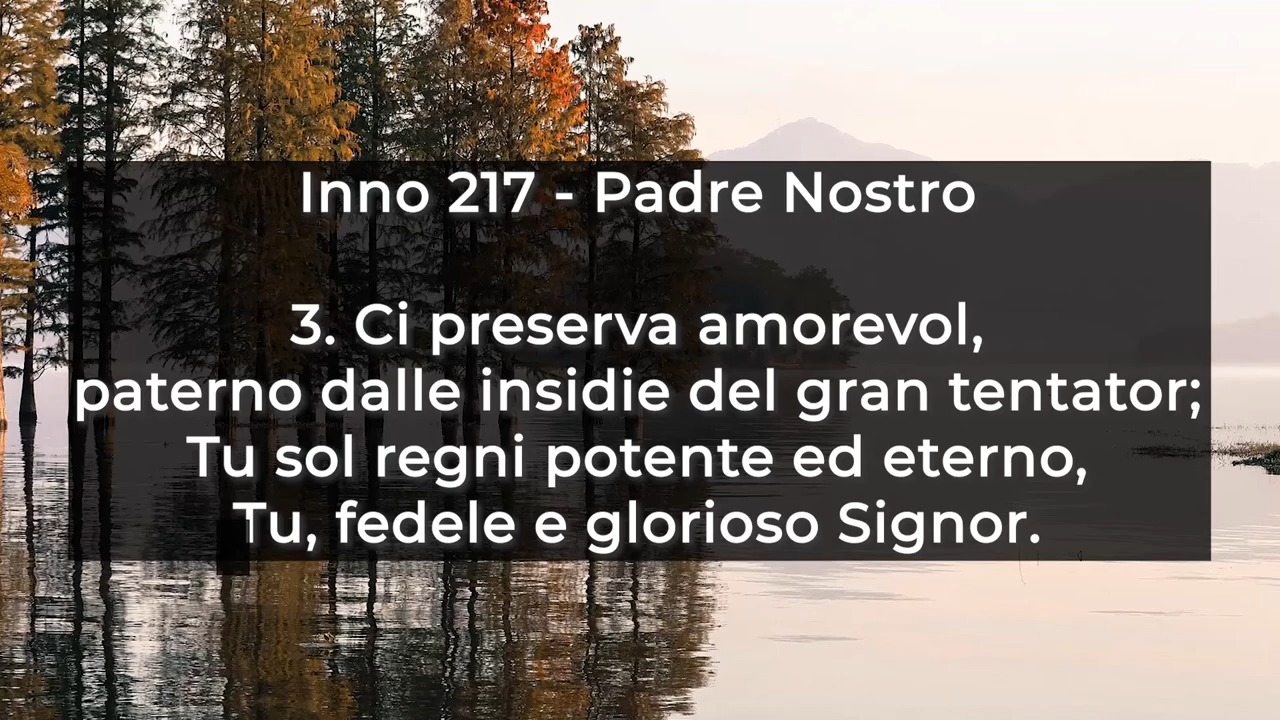 Inno 217 - Padre Nostro
3. Ci preserva amorevol,
paterno dalle insidie del gran tentator;
Tu sol regni potente ed eterno,
Tu, fedele e glorioso Signor.